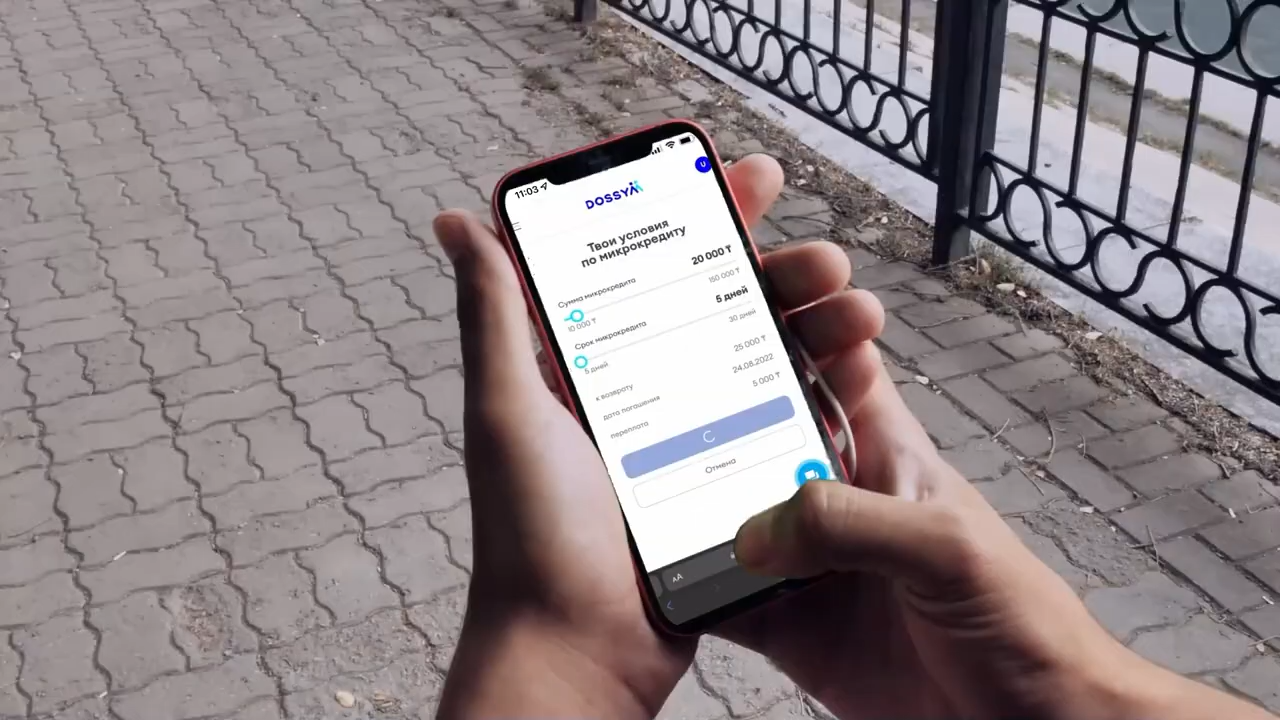 11:03
U
DOSSYM
Твои условия
по микрокредиту
Сумма микрокредита 20 000 ₸
10 000 ₸ 150 000 ₸
Срок микрокредита 5 дней
5 дней 30 дней
к возврату 25 000 ₸
дата погашения 24.08.2022
переплата 5 000 ₸
Отмена
AA